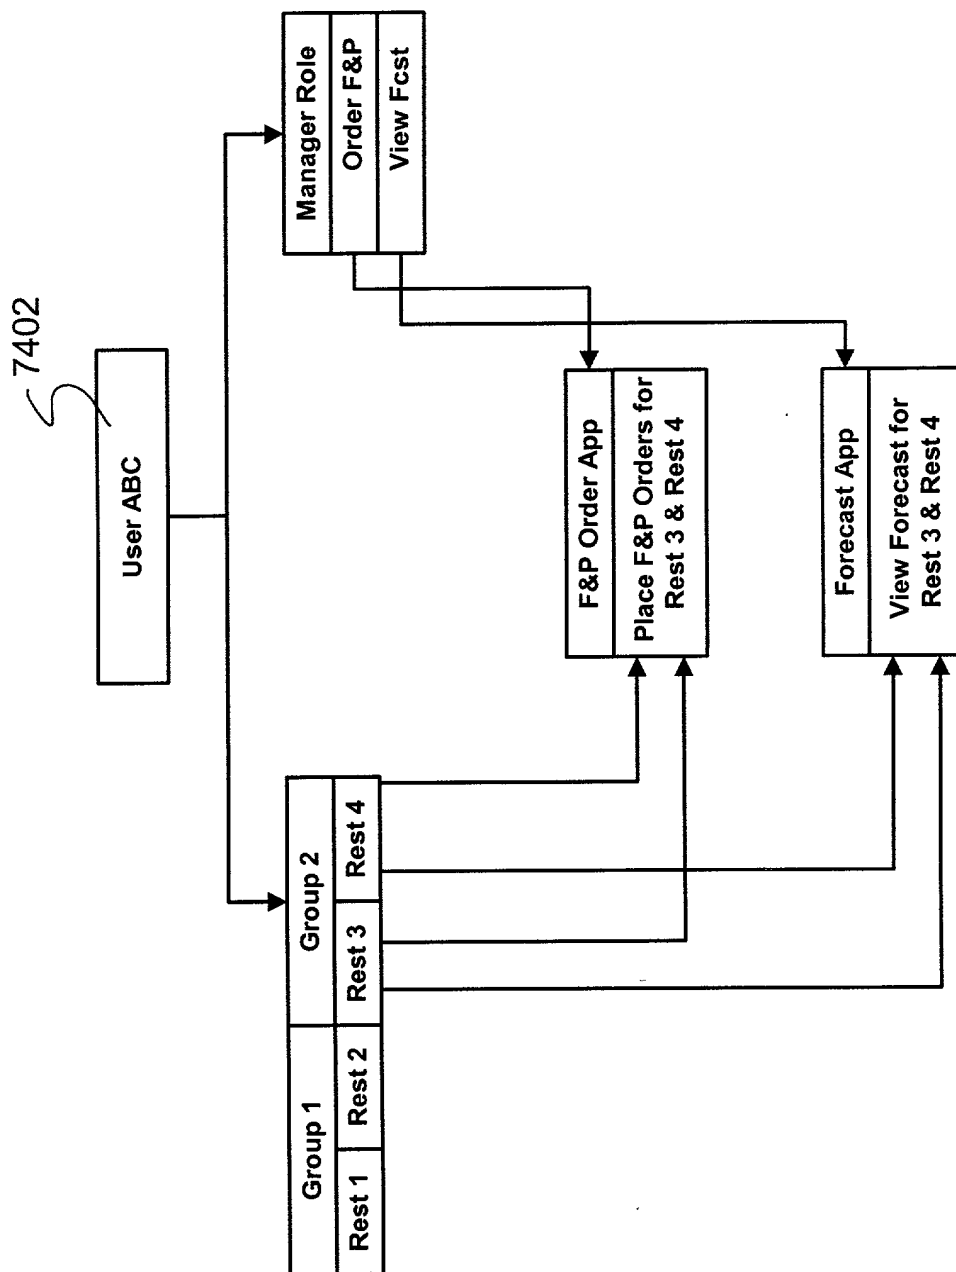 7402
User ABC
Group 1
Group 2
Rest 1
Rest 2
Rest 3
Rest 4
Manager Role
Order F&P
View Fcst
F&P Order App
Place F&P Orders for
Rest 3 & Rest 4
Forecast App
View Forecast for
Rest 3 & Rest 4